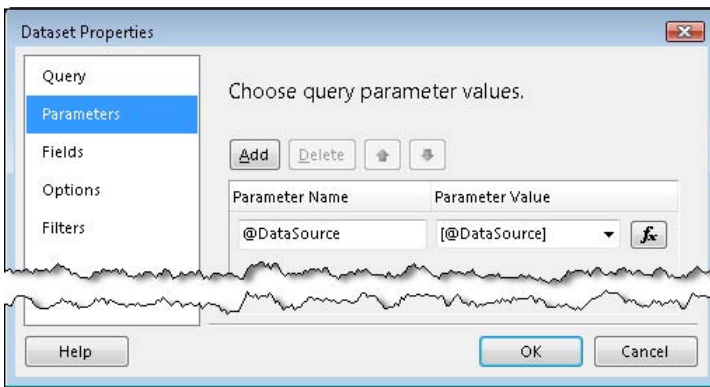 Dataset Properties
Query
Parameters
Fields
Options
Filters
Choose query parameter values.
Add Delete
Parameter Name Parameter Value
@DataSource [@DataSource] fx
Help OK Cancel